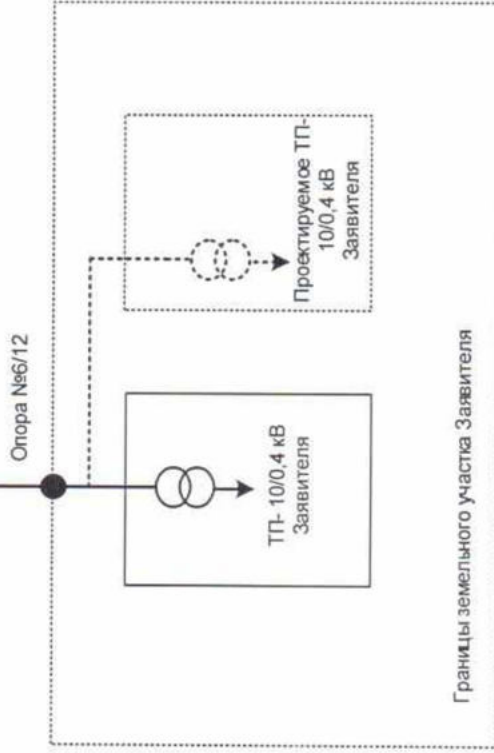 Опора №6/12
Проектируемое ТП-
10/0,4 кВ
Заявителя
ТП- 10/0,4 кВ
Заявителя
Границы земельного участка Заявителя